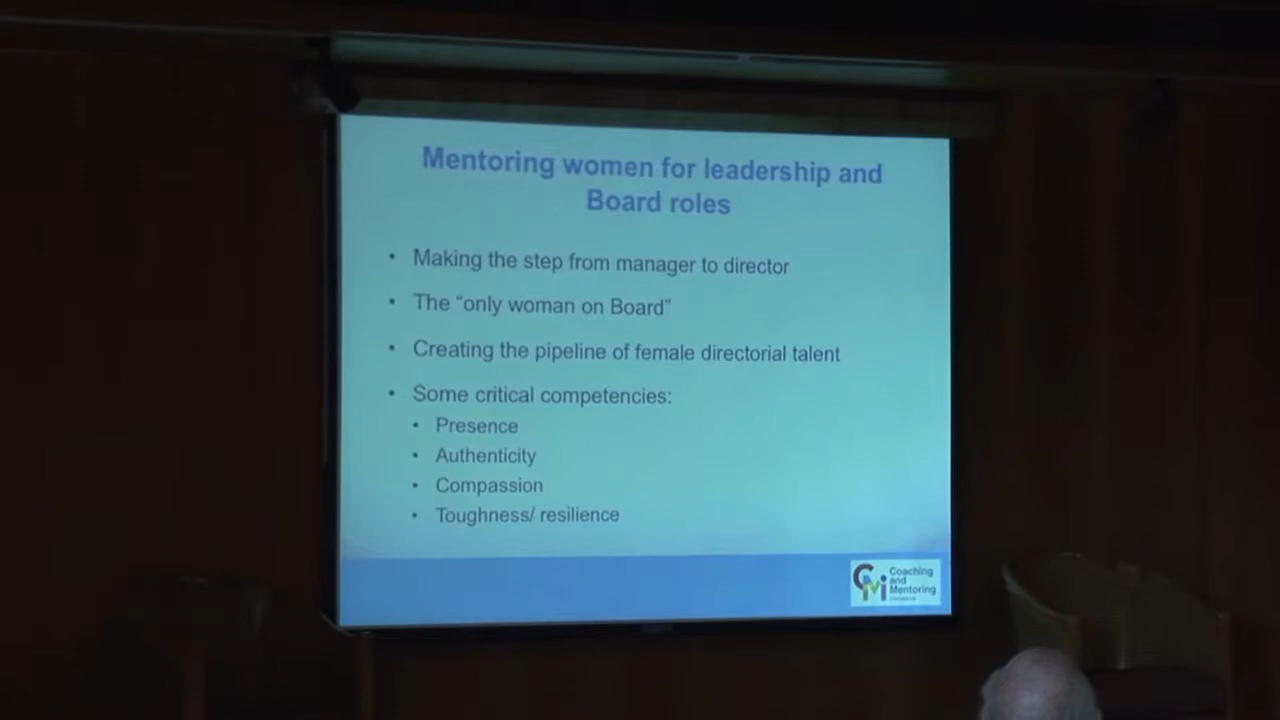 Mentoring women for leadership and
Board roles
• Making the step from manager to director
• The “only woman on Board”
• Creating the pipeline of female directorial talent
• Some critical competencies:
• Presence
• Authenticity
• Compassion
• Toughness/ resilience
Coaching
and
Mentoring